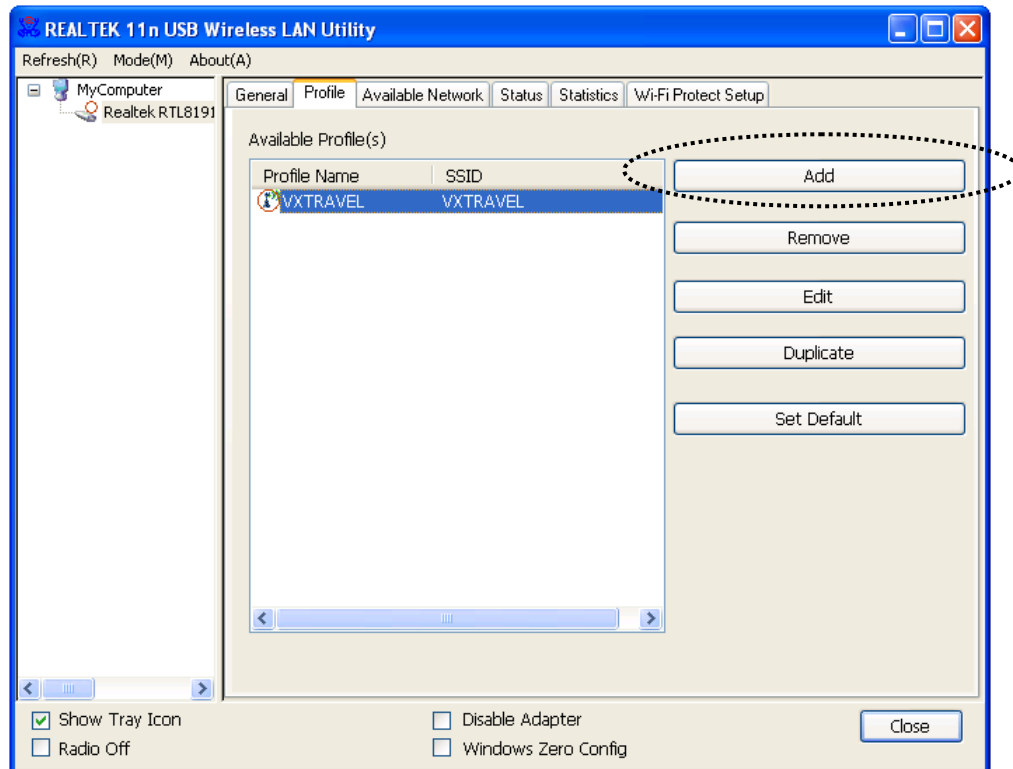 REALTEK 11n USB Wireless LAN Utility
Refresh(R) Mode(M) About(A)
MyComputer
Realtek RTL8191
General Profile Available Network Status Statistics Wi-Fi Protect Setup
Available Profile(s)
Profile Name SSID
VXTRAVEL VXTRAVEL
Add
Remove
Edit
Duplicate
Set Default
Show Tray Icon
Radio Off
Disable Adapter
Windows Zero Config
Close